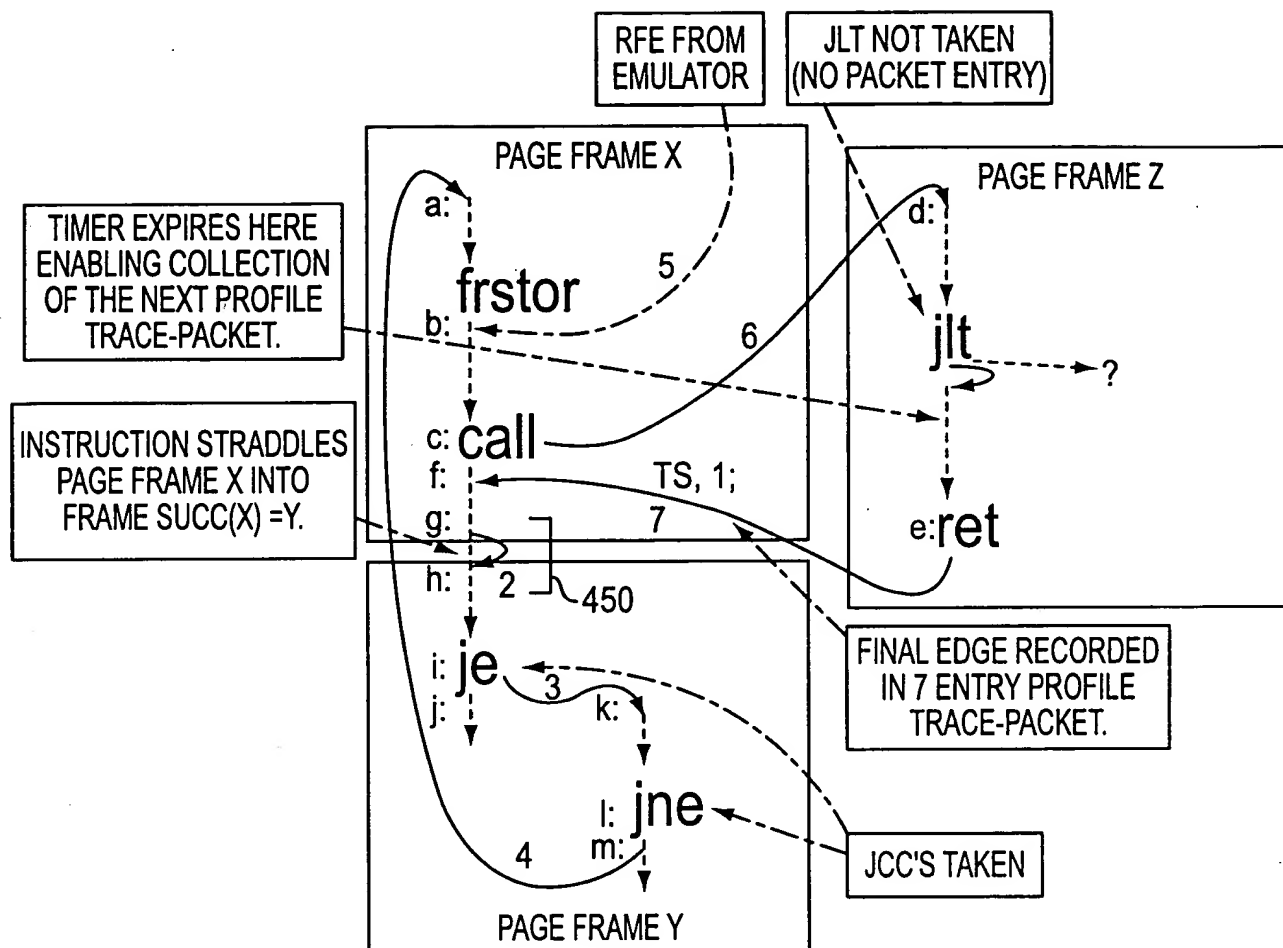 RFE FROM
EMULATOR
JLT NOT TAKEN
(NO PACKET ENTRY)
PAGE FRAME X
PAGE FRAME Z
a:
d:
TIMER EXPIRES HERE
ENABLING COLLECTION
OF THE NEXT PROFILE
TRACE-PACKET.
5
frstor
b:
6
jlt
?
INSTRUCTION STRADDLES
PAGE FRAME X INTO
FRAME SUCC(X) =Y.
c: call
f:
TS, 1;
7
g:
e: ret
h:
2
450
i: je
3
j:
k:
FINAL EDGE RECORDED
IN 7 ENTRY PROFILE
TRACE-PACKET.
l: jne
m:
4
JCC'S TAKEN
PAGE FRAME Y